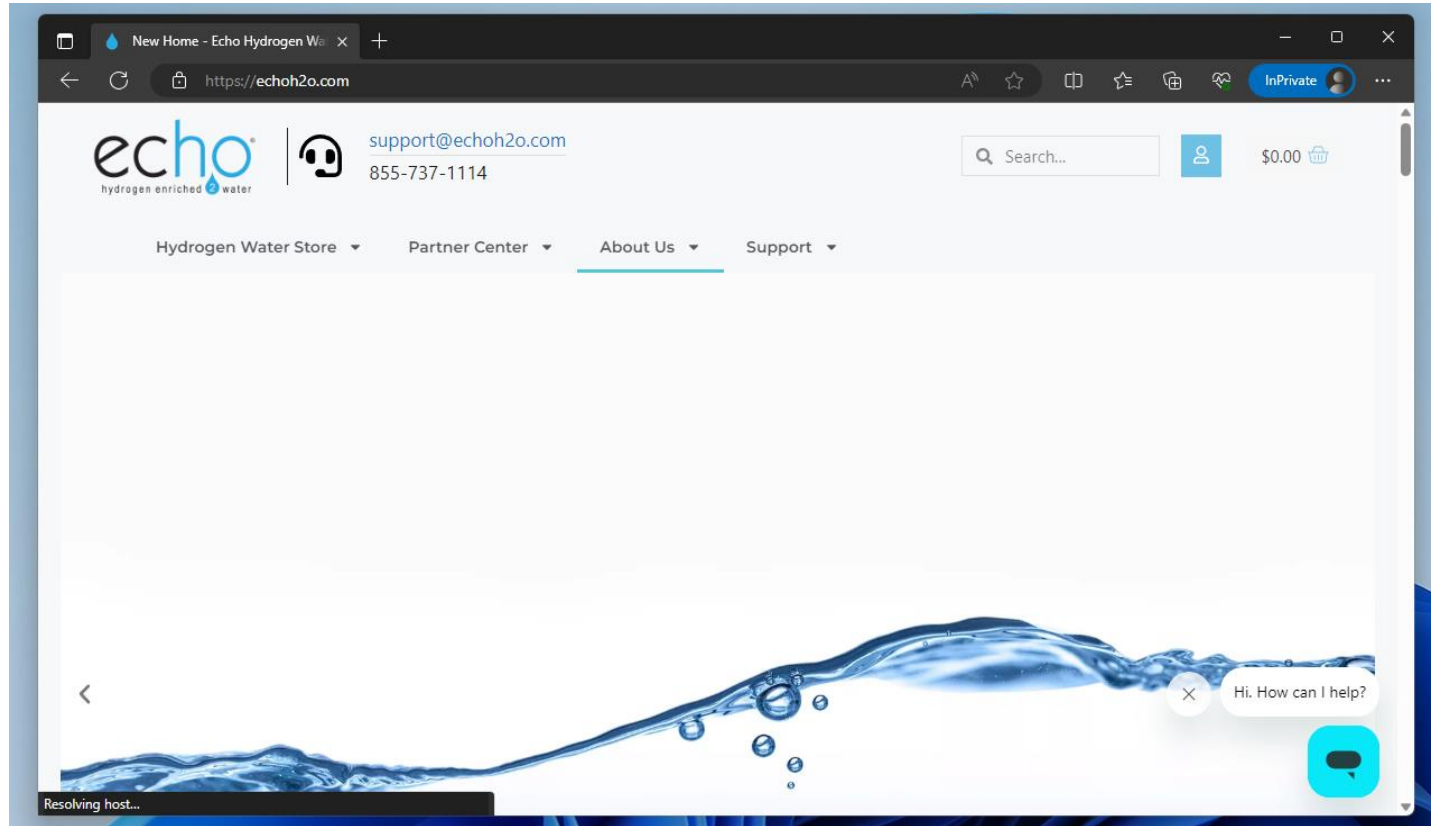 New Home - Echo Hydrogen Wa
https://echoh2o.com
InPrivate
echo
hydrogen enriched 2 water
support@echoh2o.com
855-737-1114
Search...
$0.00
Hydrogen Water Store
Partner Center
About Us
Support
Hi. How can I help?
Resolving host...